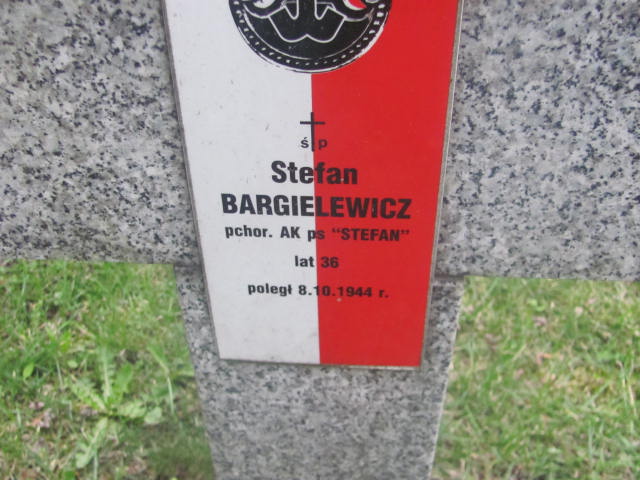 ś p
Stefan
BARGIELEWICZ
pchor. AK ps "STEFAN"
lat 36
poległ 8.10.1944 r.